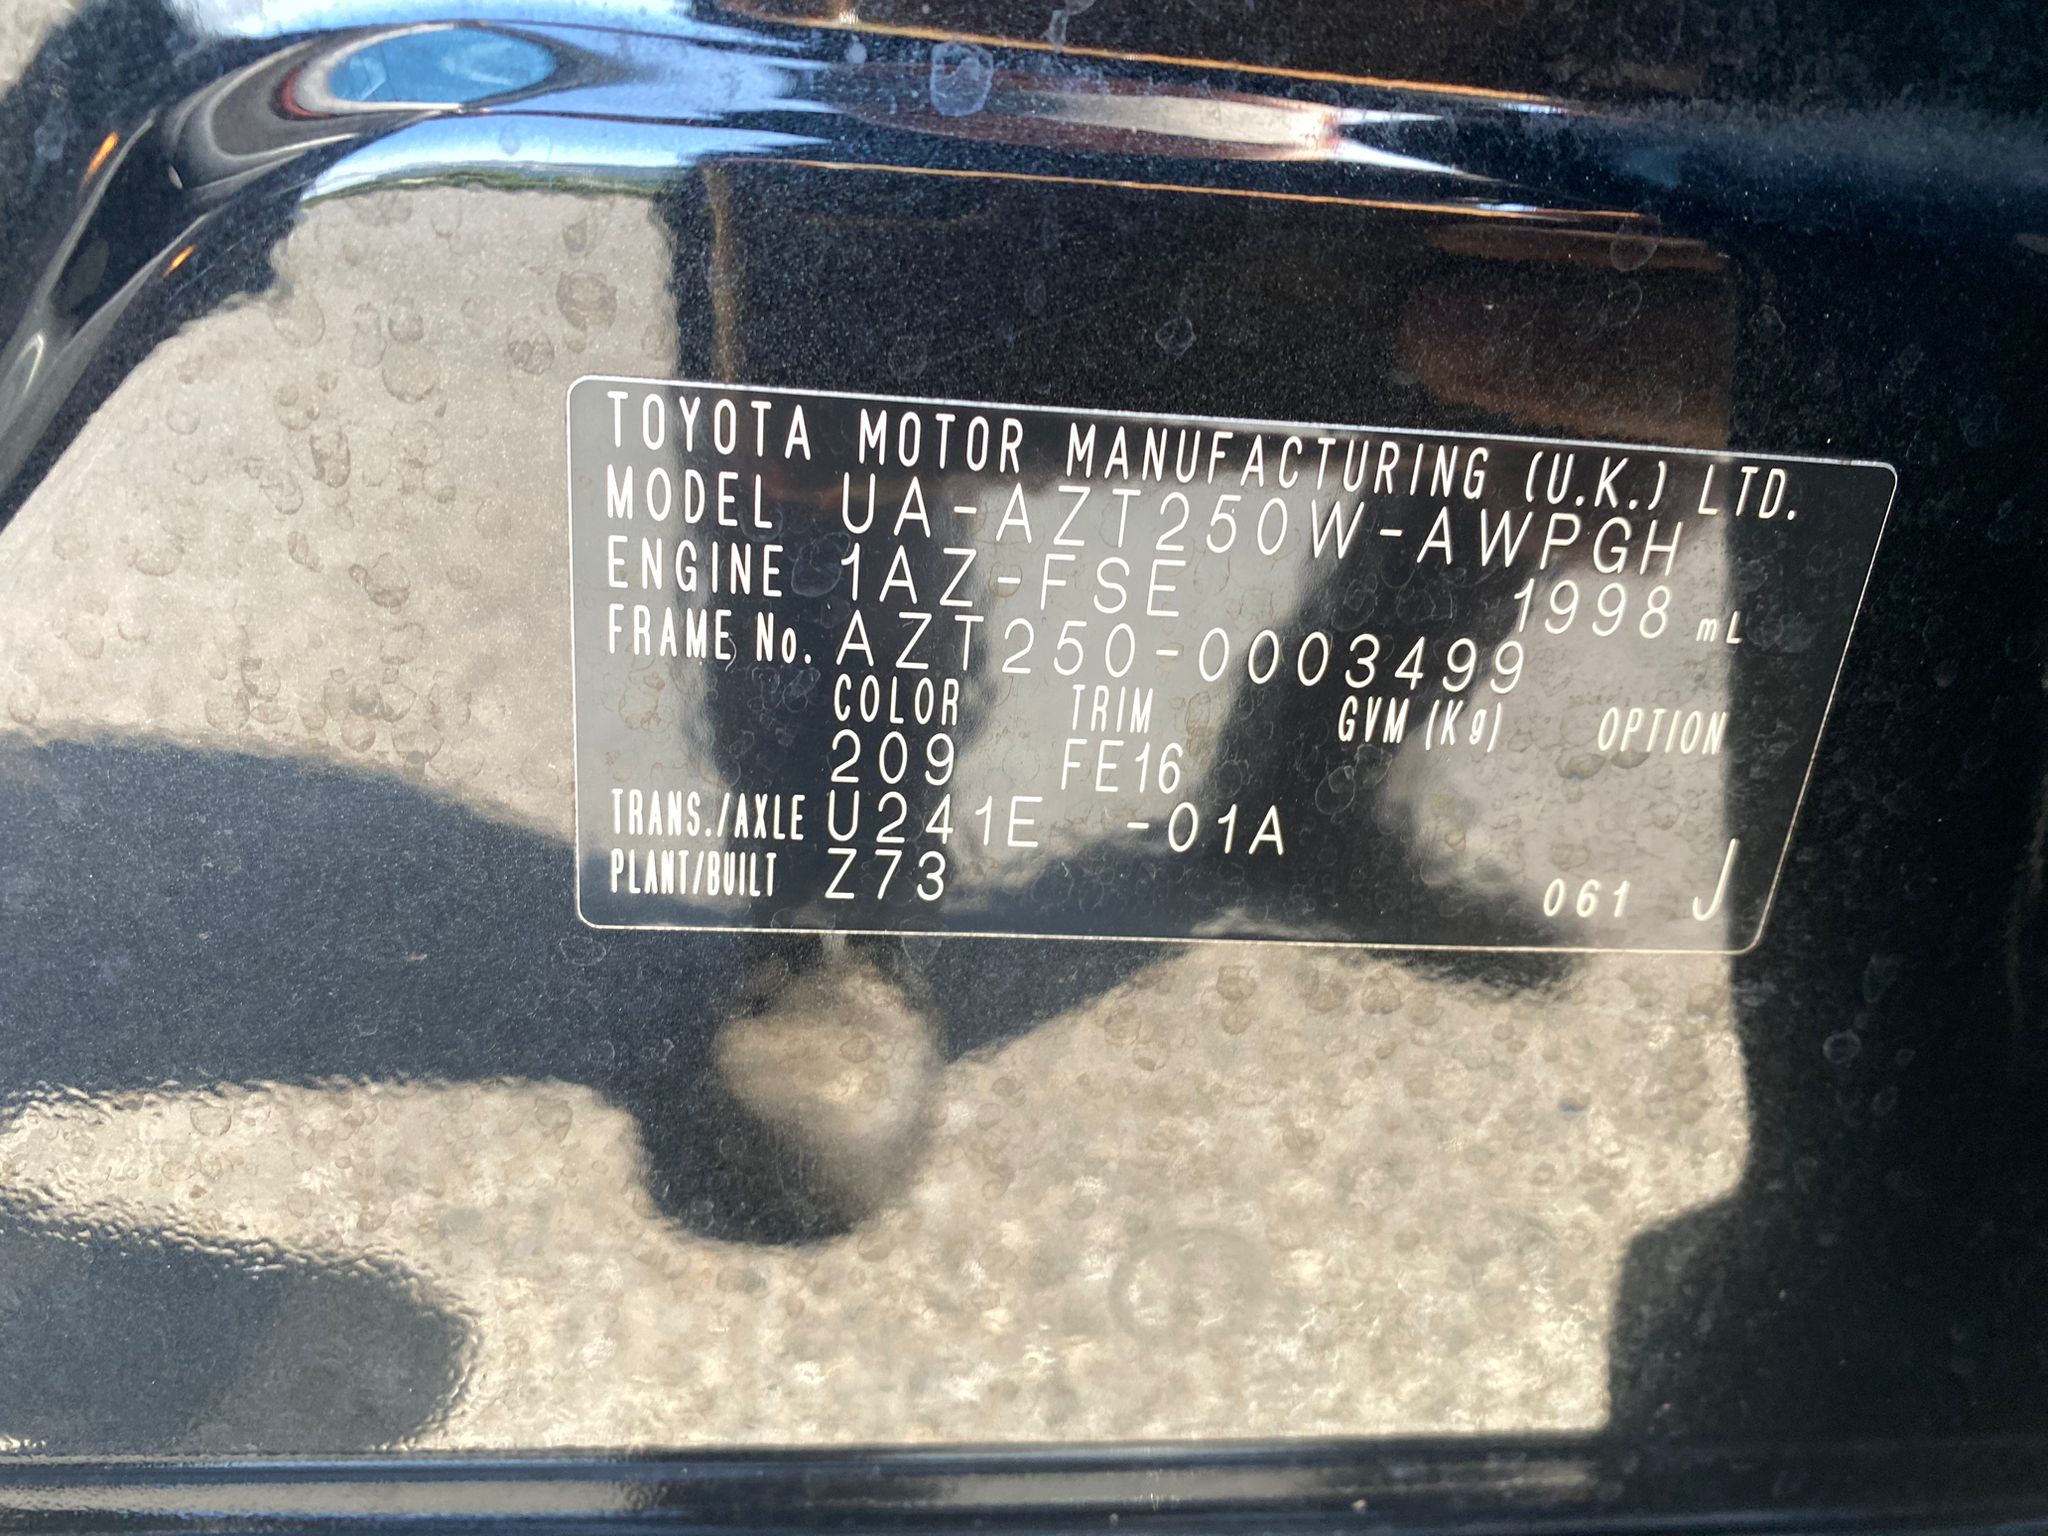 TOYOTA MOTOR MANUFACTURING (U.K.) LTD.
MODEL UA-AZT250W-AWPGH
ENGINE 1AZ-FSE 1998 mL
FRAME No. AZT250-0003499
COLOR TRIM GVM (Kg) OPTION
209 FE16
TRANS./AXLE U241E -01A
PLANT/BUILT Z73
061 J